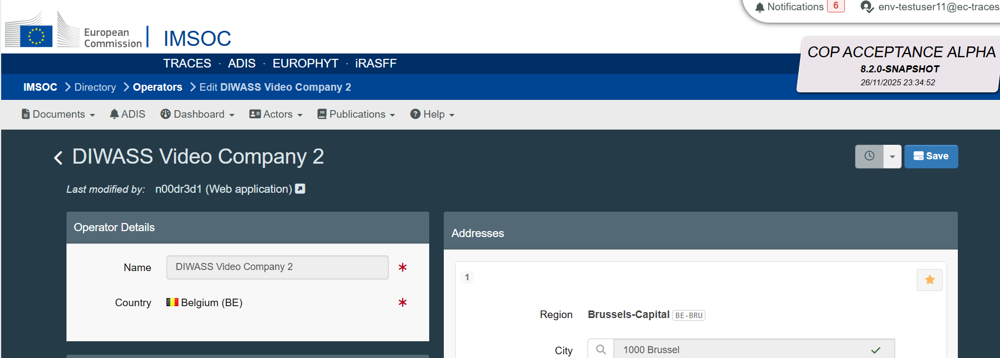 Notifications 6 env-testuser11@ec-traces
European
Commission
IMSOC
COP ACCEPTANCE ALPHA
8.2.0-SNAPSHOT
26/11/2025 23:34:52
TRACES · ADIS · EUROPHYT · iRASFF
IMSOC > Directory > Operators > Edit DIWASS Video Company 2
Documents ADIS Dashboard Actors Publications Help
DIWASS Video Company 2
Save
Last modified by: n00dr3d1 (Web application)
Operator Details
Name DIWASS Video Company 2 *
Country Belgium (BE) *
Addresses
1
Region Brussels-Capital BE-BRU
City 1000 Brussel